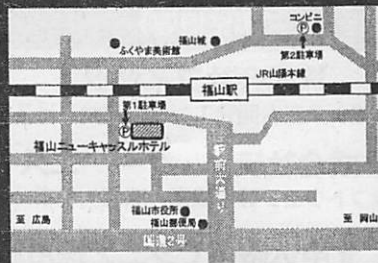 コンビニ
Ⓟ
福山城
ふくやま美術館
第2駐車場
JR山陽本線
福山駅
第1駐車場
Ⓟ
福山ニューキャッスルホテル
駅前大通り
福山市役所
福山郵便局
至 広島
至 岡山
国道2号